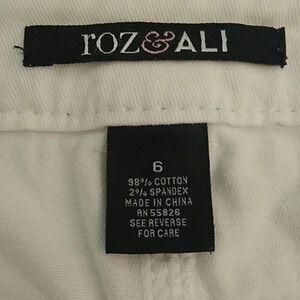 roz&ALI
6
98% COTTON
2% SPANDEX
MADE IN CHINA
RN 55826
SEE REVERSE
FOR CARE